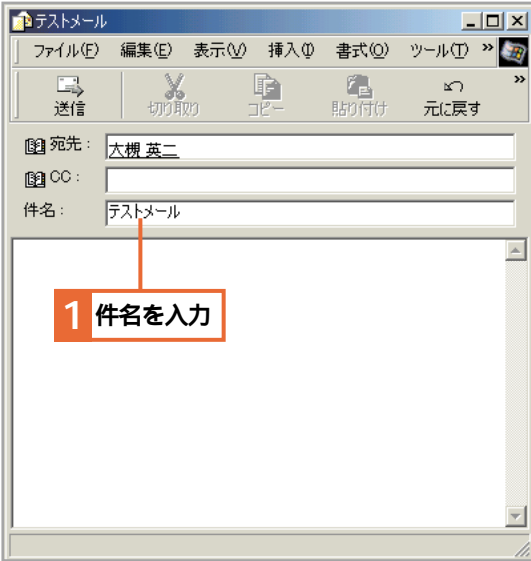 テストメール
ファイル(F) 編集(E) 表示(V) 挿入(I) 書式(O) ツール(T) »
送信 切り取り コピー 貼り付け 元に戻す »
宛先： 大槻 英二
CC：
件名： テストメール
1 件名を入力